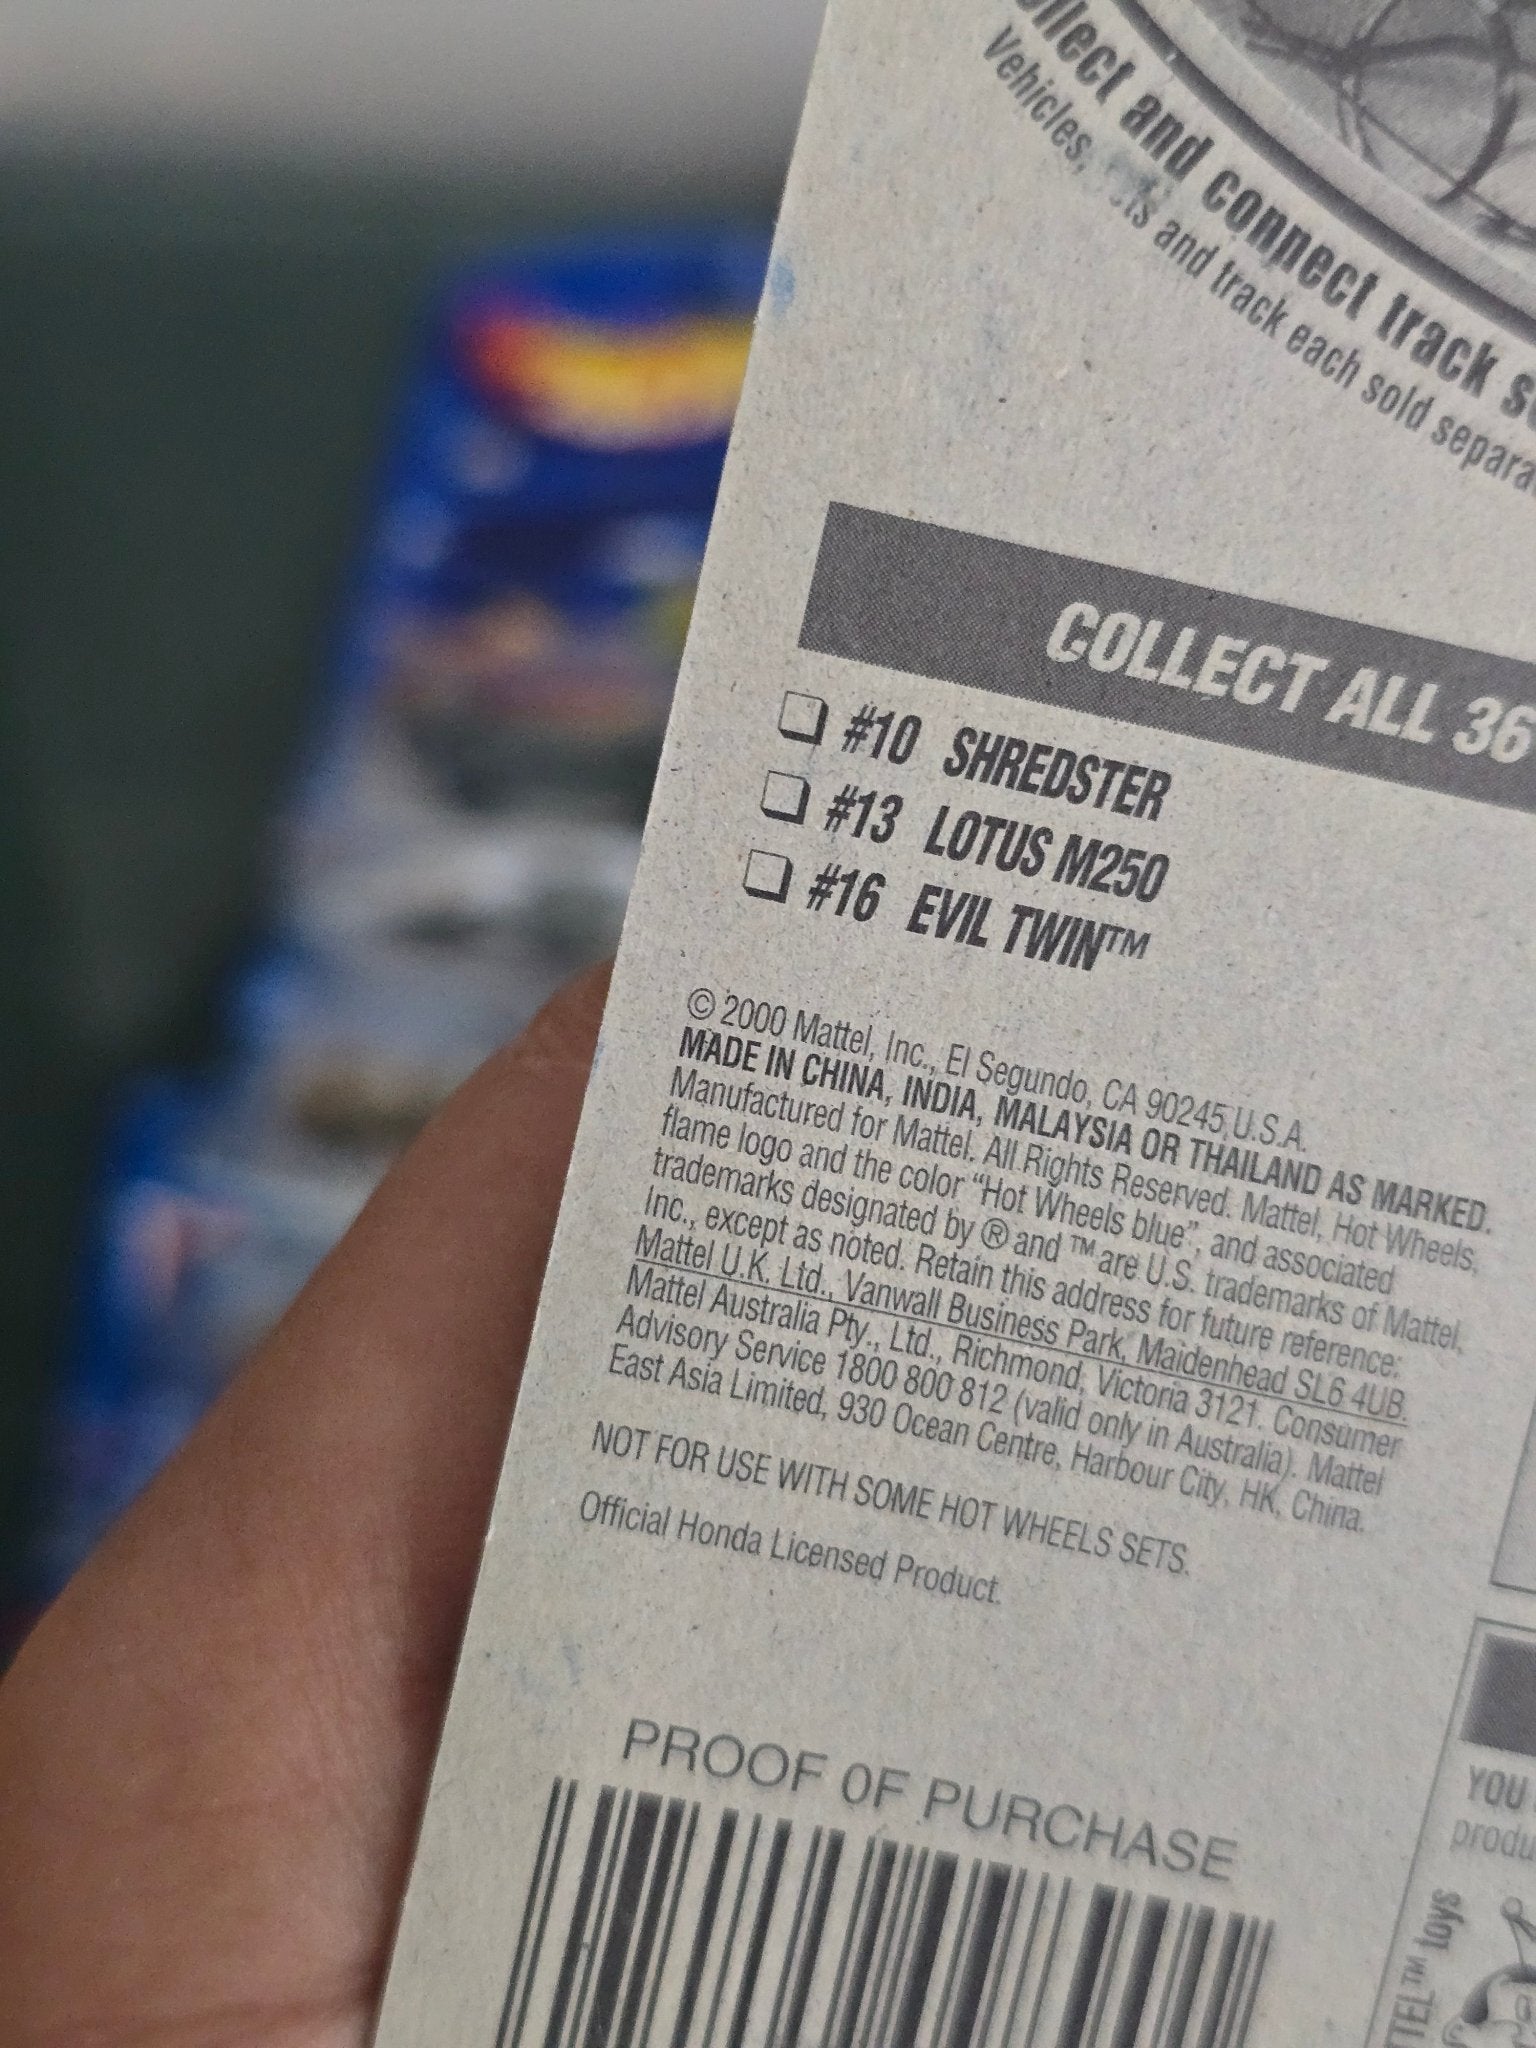 ollect and connect track s
Vehicles, and track each sold separa
COLLECT ALL 36
#10 SHREDSTER
#13 LOTUS M250
#16 EVIL TWIN™
© 2000 Mattel, Inc., El Segundo, CA 90245 U.S.A.
MADE IN CHINA, INDIA, MALAYSIA OR THAILAND AS MARKED.
Manufactured for Mattel. All Rights Reserved. Mattel, Hot Wheels,
flame logo and the color “Hot Wheels blue”, and associated
trademarks designated by ® and ™ are U.S. trademarks of Mattel,
Inc., except as noted. Retain this address for future reference:
Mattel U.K. Ltd., Vanwall Business Park, Maidenhead SL6 4UB.
Mattel Australia Pty., Ltd., Richmond, Victoria 3121. Consumer
Advisory Service 1800 800 812 (valid only in Australia). Mattel
East Asia Limited, 930 Ocean Centre, Harbour City, HK, China.
NOT FOR USE WITH SOME HOT WHEELS SETS.
Official Honda Licensed Product.
PROOF OF PURCHASE
YOU
produ
TTEL™ toys